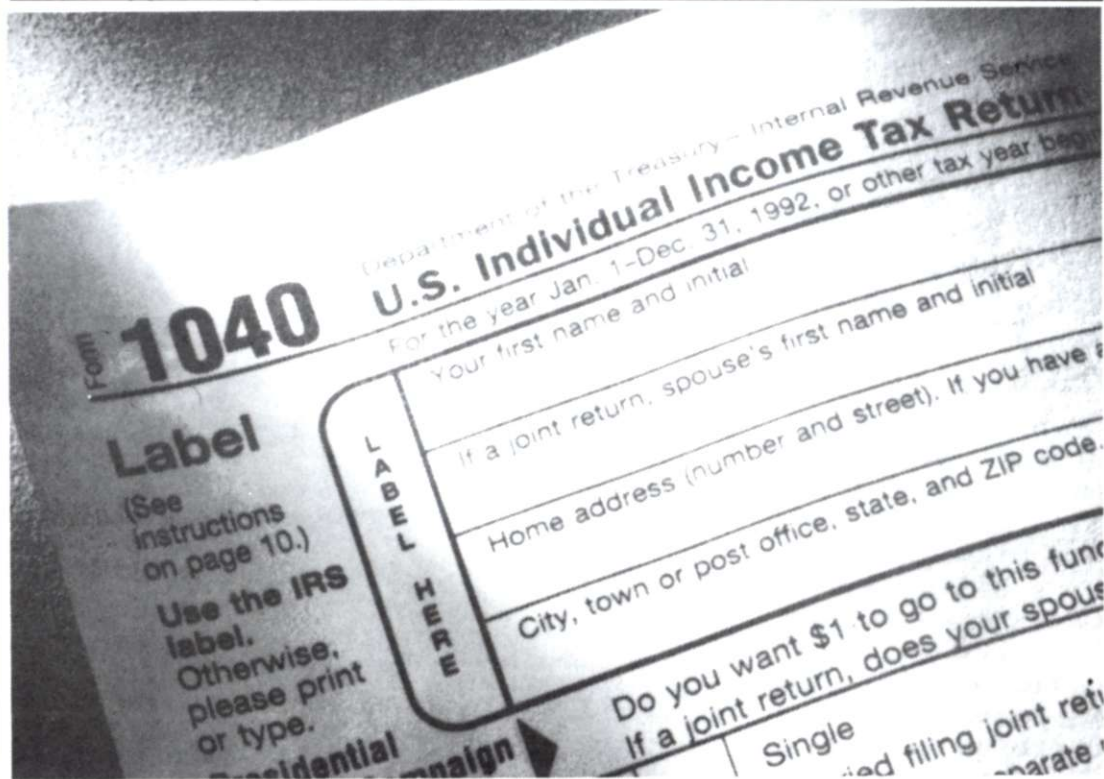 Department of the Treasury—Internal Revenue Service
Form 1040
U.S. Individual Income Tax Return
For the year Jan. 1–Dec. 31, 1992, or other tax year
Label
(See
instructions
on page 10.)
Use the IRS
label.
Otherwise,
please print
or type.
LABEL HERE
Your first name and initial
If a joint return, spouse's first name and initial
Home address (number and street). If you have a
City, town or post office, state, and ZIP code.
Presidential
Do you want $1 to go to this fund
If a joint return, does your spous
Single
filing joint retu